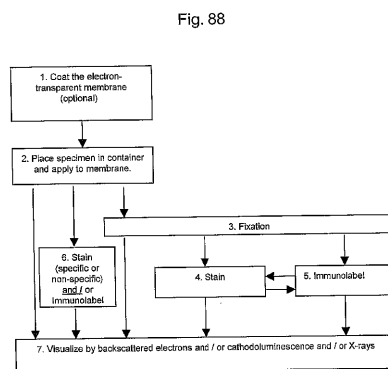 Fig. 88
1. Coat the electron-
transparent membrane
(optional)
2. Place specimen in container
and apply to membrane.
3. Fixation
6. Stain
(specific or
non-specific)
and / or
immunolabel
4. Stain
5. Immunolabel
7. Visualize by backscattered electrons and / or cathodoluminescence and / or X-rays